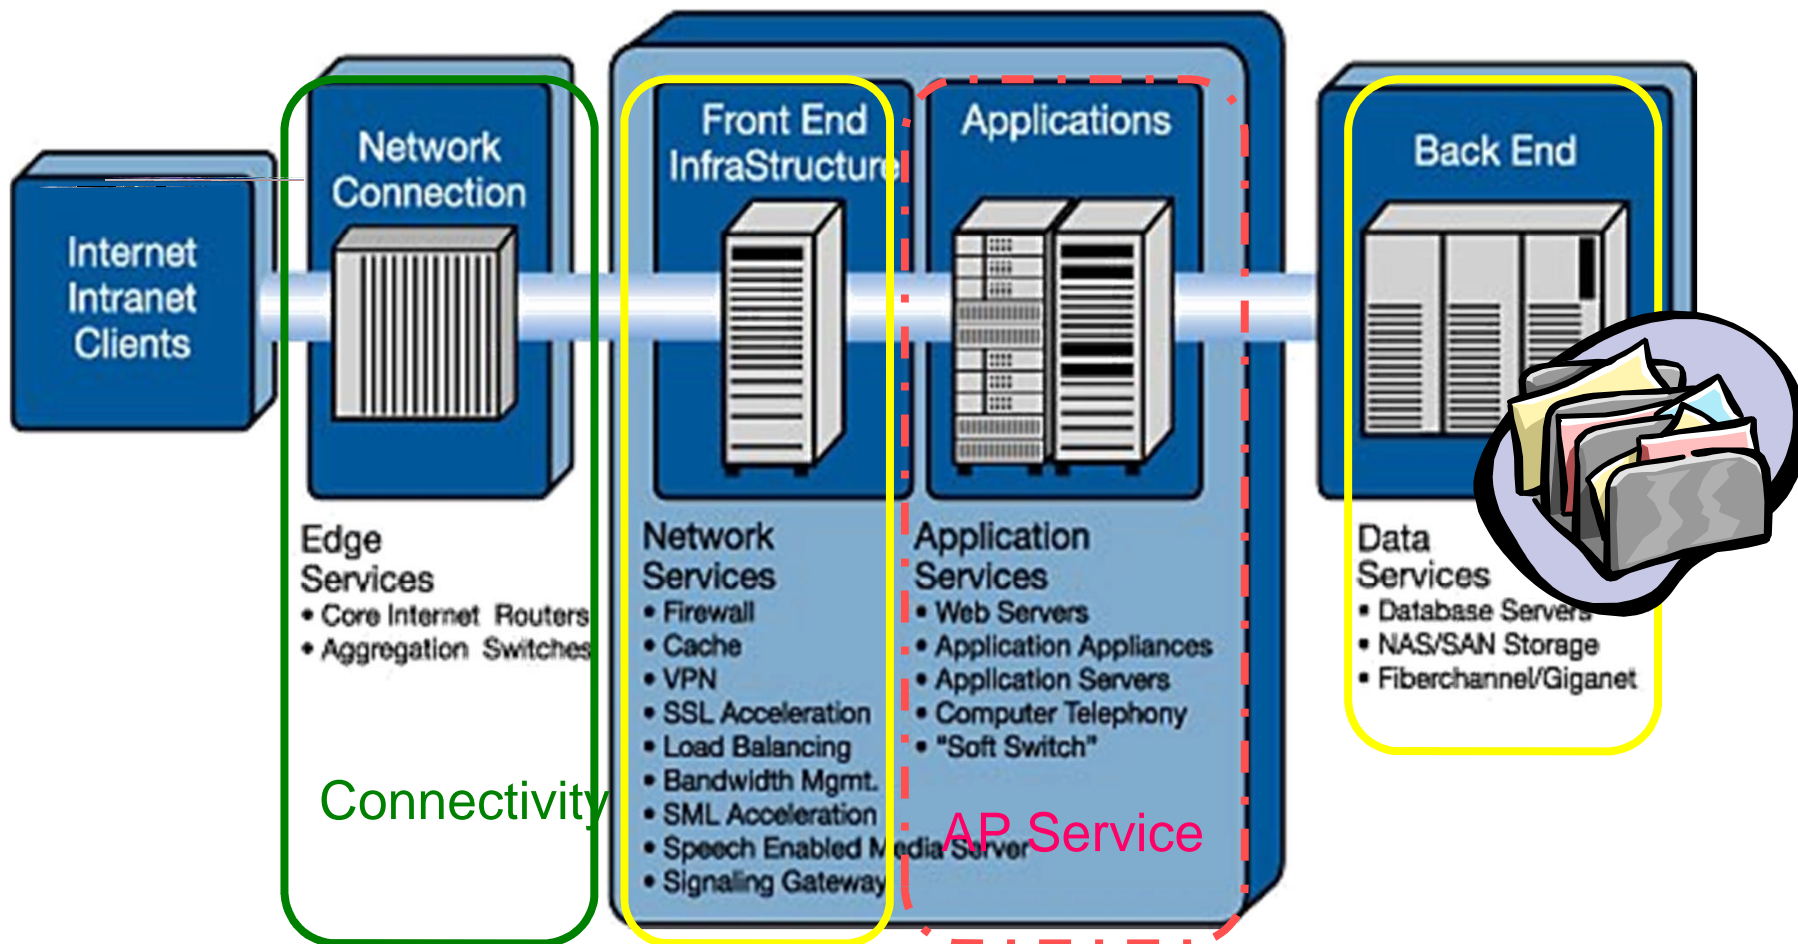 Internet
Intranet
Clients
Network
Connection
Front End
InfraStructure
Applications
Back End
Edge
Services
• Core Internet Routers
• Aggregation Switches
Connectivity
Network
Services
• Firewall
• Cache
• VPN
• SSL Acceleration
• Load Balancing
• Bandwidth Mgmt.
• SML Acceleration
• Speech Enabled Media Server
• Signaling Gateway
Application
Services
• Web Servers
• Application Appliances
• Application Servers
• Computer Telephony
• "Soft Switch"
AP Service
Data
Services
• Database Servers
• NAS/SAN Storage
• Fiberchannel/Giganet